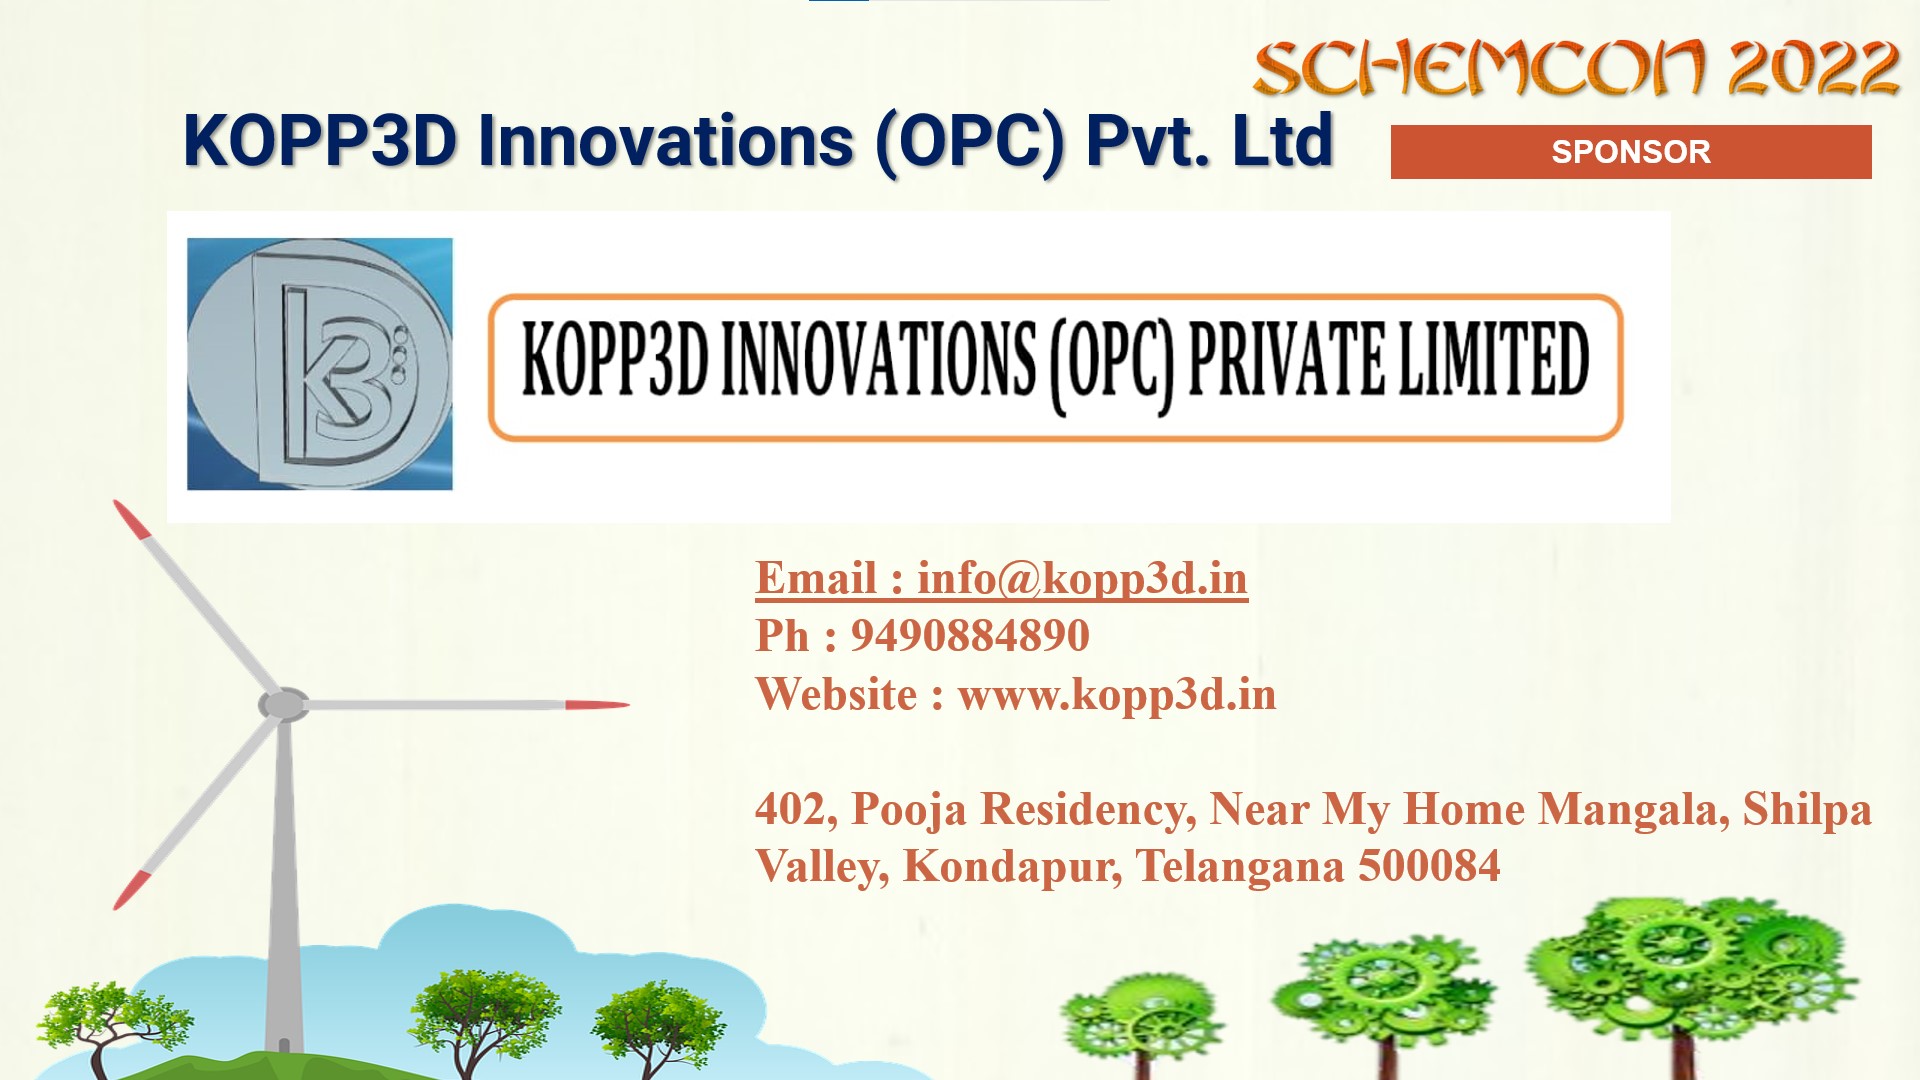 SCHEMCON 2022
KOPP3D Innovations (OPC) Pvt. Ltd
SPONSOR
K3D
KOPP3D INNOVATIONS (OPC) PRIVATE LIMITED
Email : info@kopp3d.in
Ph : 9490884890
Website : www.kopp3d.in
402, Pooja Residency, Near My Home Mangala, Shilpa
Valley, Kondapur, Telangana 500084